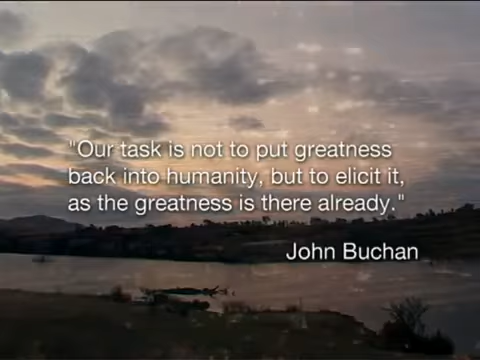 "Our task is not to put greatness
back into humanity, but to elicit it,
as the greatness is there already."
John Buchan